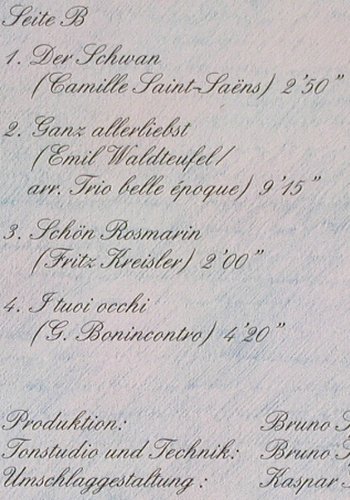 Seite B
1. Der Schwan
(Camille Saint-Saëns) 2'50"
2. Ganz allerliebst
(Emil Waldteufel/
arr. Trio belle époque) 9'15"
3. Schön Rosmarin
(Fritz Kreisler) 2'00"
4. I tuoi occhi
(G. Bonincontro) 4'20"
Produktion: Bruno
Tonstudio und Technik: Bruno
Umschlaggestaltung: Kaspar